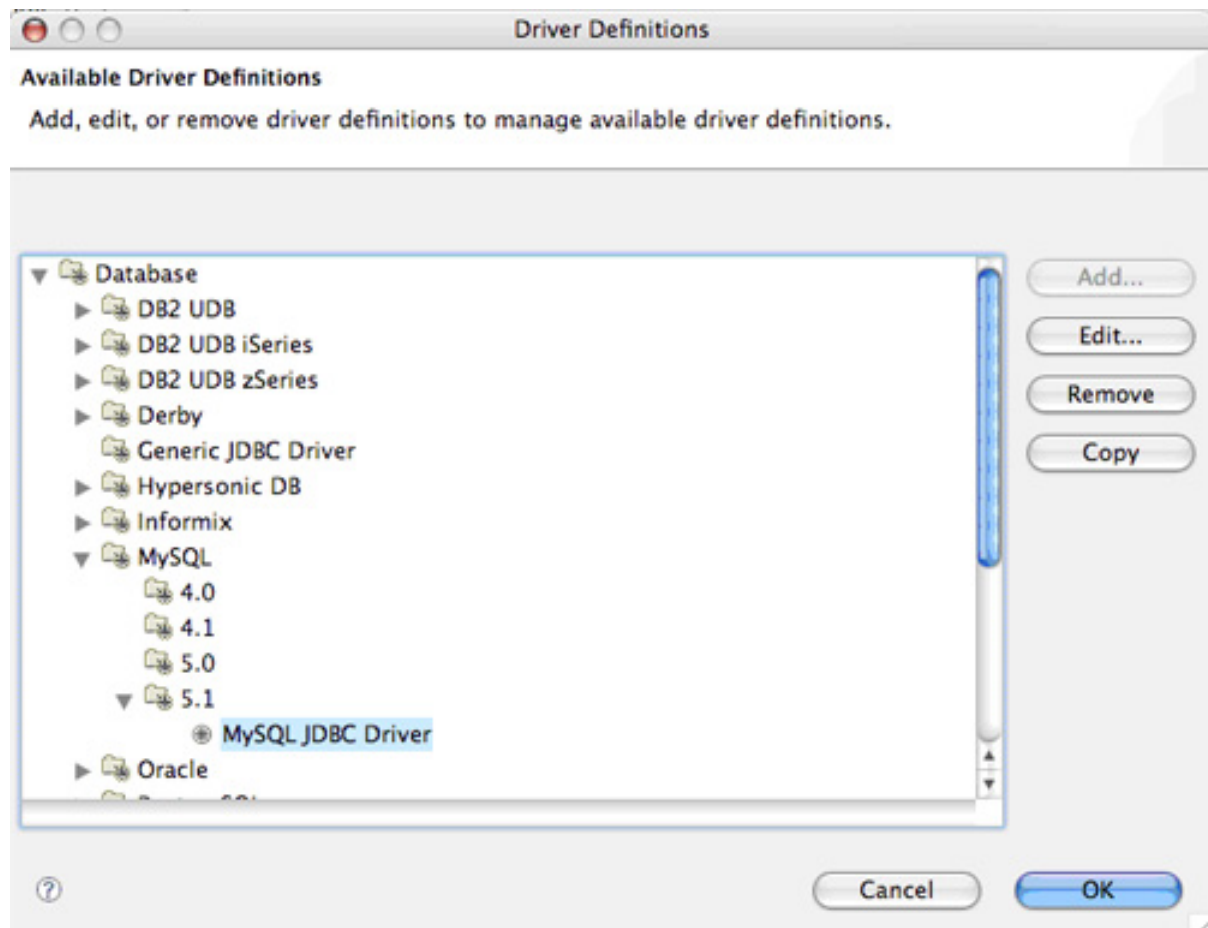 Driver Definitions
Available Driver Definitions
Add, edit, or remove driver definitions to manage available driver definitions.
Database
DB2 UDB
DB2 UDB iSeries
DB2 UDB zSeries
Derby
Generic JDBC Driver
Hypersonic DB
Informix
MySQL
4.0
4.1
5.0
5.1
MySQL JDBC Driver
Oracle
Add...
Edit...
Remove
Copy
?
Cancel
OK